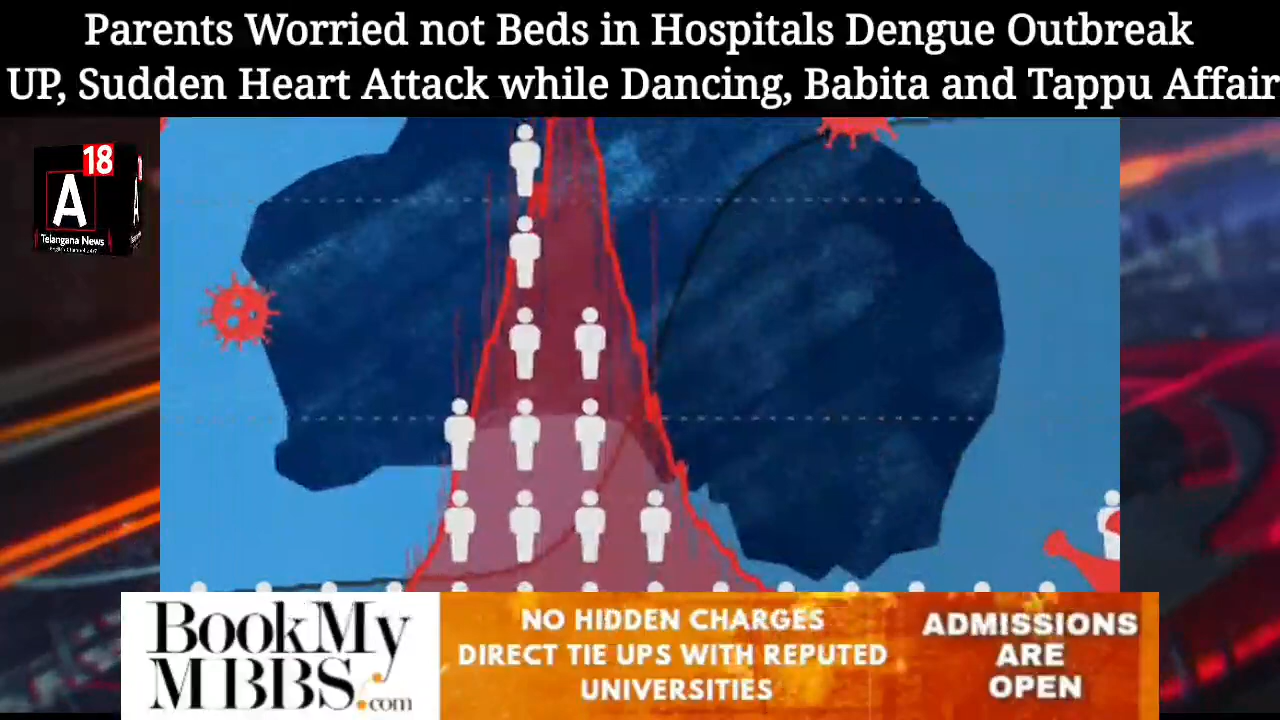 Parents Worried not Beds in Hospitals Dengue Outbreak
UP, Sudden Heart Attack while Dancing, Babita and Tappu Affair
18
A
Telangana News
BookMy
MBBS.com
NO HIDDEN CHARGES
DIRECT TIE UPS WITH REPUTED
UNIVERSITIES
ADMISSIONS
ARE
OPEN